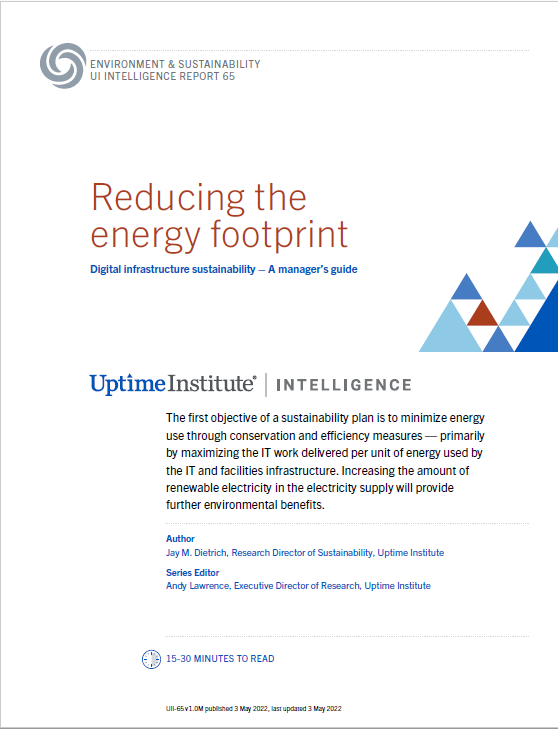 ENVIRONMENT & SUSTAINABILITY
UI INTELLIGENCE REPORT 65
Reducing the
energy footprint
Digital infrastructure sustainability – A manager's guide
UptimeInstitute® | INTELLIGENCE
The first objective of a sustainability plan is to minimize energy
use through conservation and efficiency measures — primarily
by maximizing the IT work delivered per unit of energy used by
the IT and facilities infrastructure. Increasing the amount of
renewable electricity in the electricity supply will provide
further environmental benefits.
Author
Jay M. Dietrich, Research Director of Sustainability, Uptime Institute
Series Editor
Andy Lawrence, Executive Director of Research, Uptime Institute
15-30 MINUTES TO READ
UII-65 v1.0M published 3 May 2022, last updated 3 May 2022